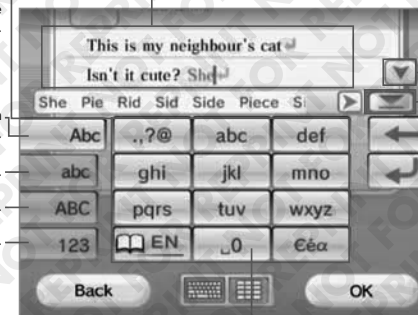 This is my neighbour's cat↵
Isn't it cute? She↵
She Pie Rid Sid Side Piece Si
Abc .,?@ abc def
abc ghi jkl mno
ABC pqrs tuv wxyz
123 EN ␣0 €éα
Back OK